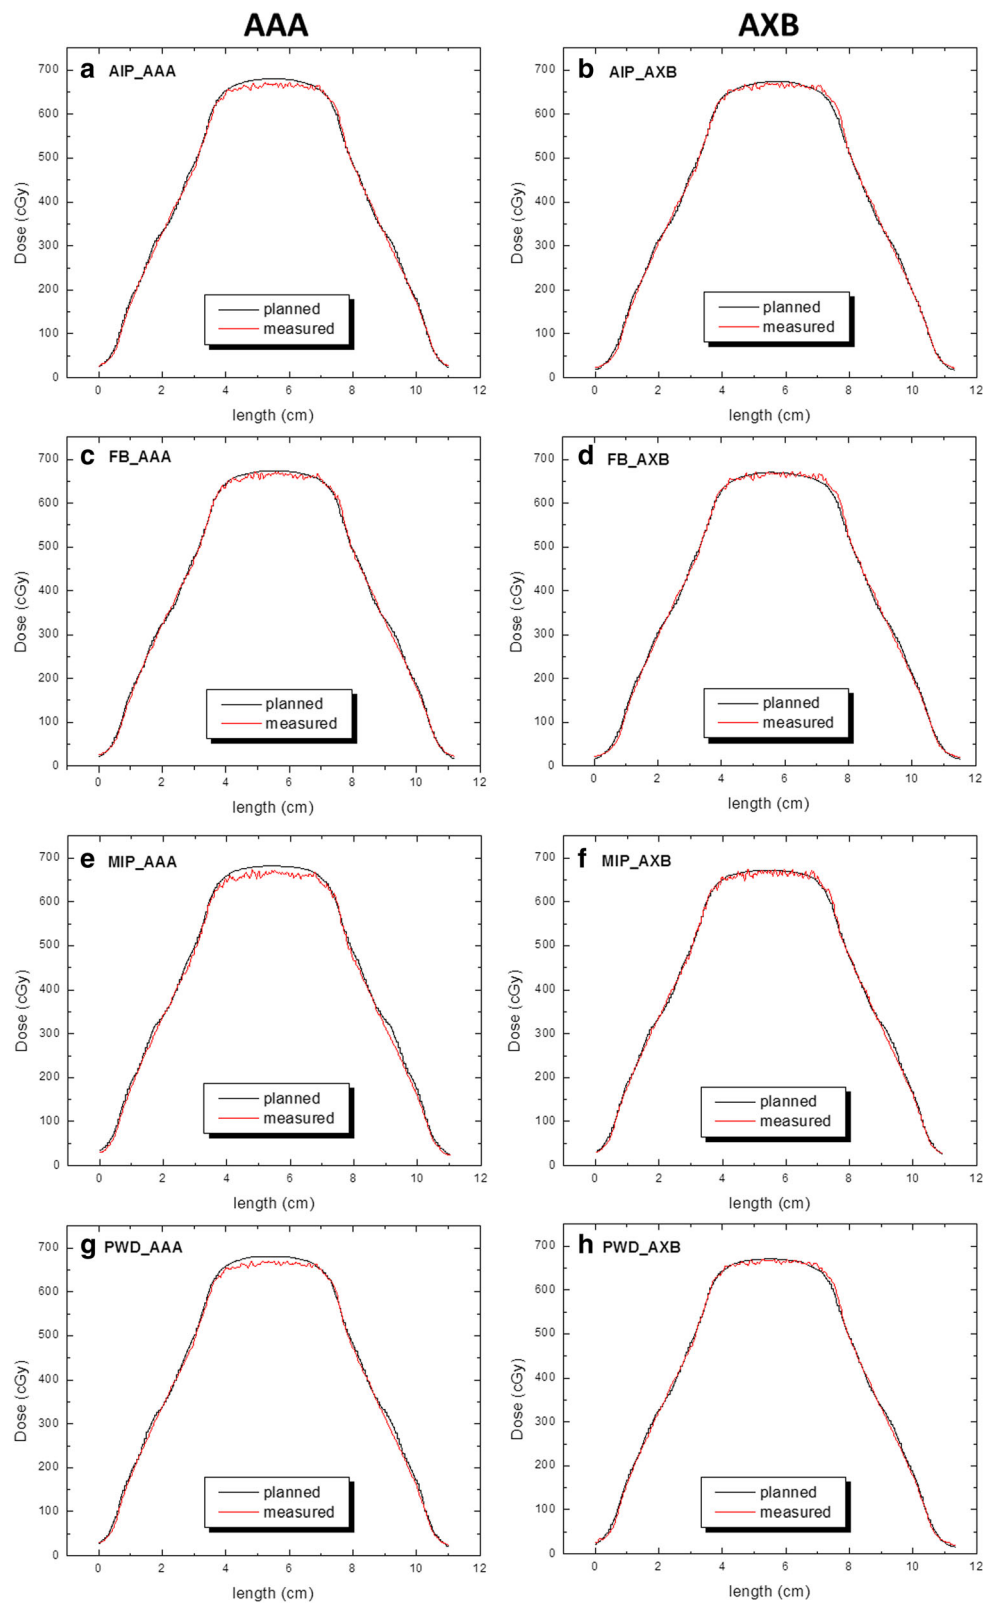 AAA
AXB
a AIP_AAA
700
600
500
400
300
200
100
0
Dose (cGy)
planned
measured
0 2 4 6 8 10 12
length (cm)
b AIP_AXB
700
600
500
400
300
200
100
0
Dose (cGy)
planned
measured
0 2 4 6 8 10 12
length (cm)
c FB_AAA
700
600
500
400
300
200
100
0
Dose (cGy)
planned
measured
0 2 4 6 8 10 12
length (cm)
d FB_AXB
700
600
500
400
300
200
100
0
Dose (cGy)
planned
measured
0 2 4 6 8 10 12
length (cm)
e MIP_AAA
700
600
500
400
300
200
100
0
Dose (cGy)
planned
measured
0 2 4 6 8 10 12
length (cm)
f MIP_AXB
700
600
500
400
300
200
100
0
Dose (cGy)
planned
measured
0 2 4 6 8 10 12
length (cm)
g PWD_AAA
700
600
500
400
300
200
100
0
Dose (cGy)
planned
measured
0 2 4 6 8 10 12
length (cm)
h PWD_AXB
700
600
500
400
300
200
100
0
Dose (cGy)
planned
measured
0 2 4 6 8 10 12
length (cm)